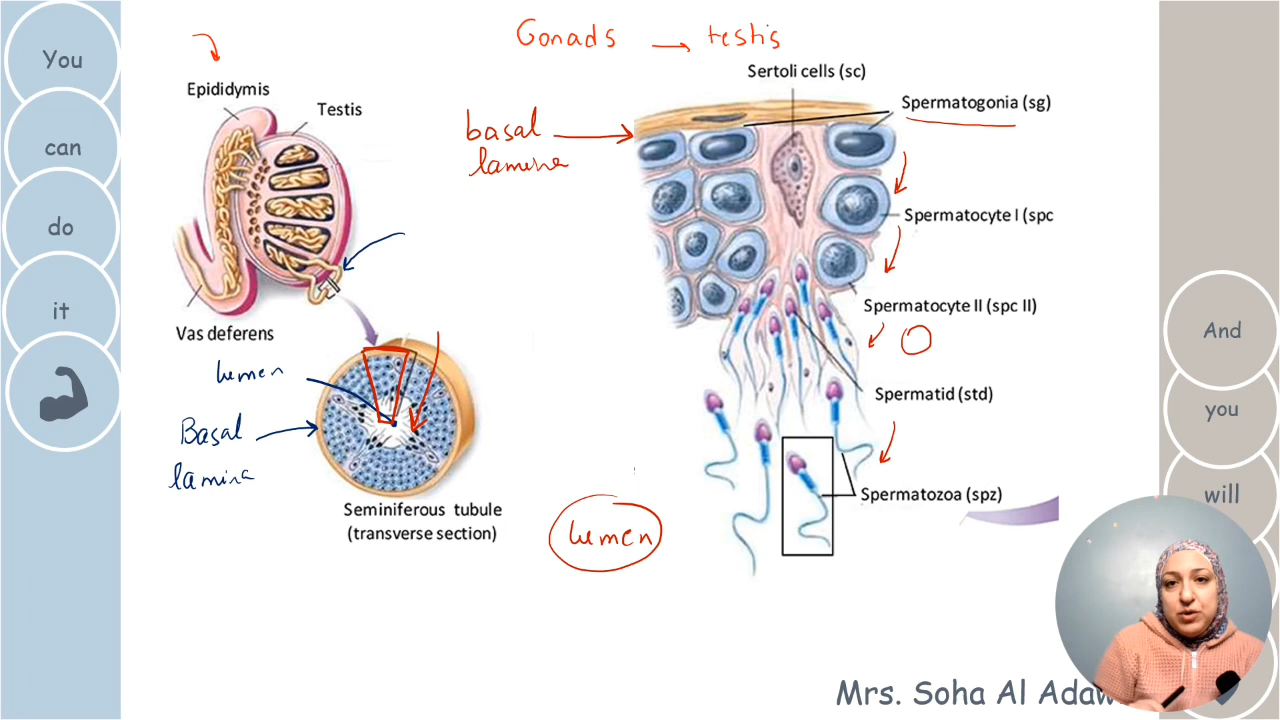 You
can
do
it
Gonads → testis
Epididymis
Testis
Vas deferens
lumen
Basal
lamina
Seminiferous tubule
(transverse section)
basal
lamina
lumen
Sertoli cells (sc)
Spermatogonia (sg)
Spermatocyte I (spc
Spermatocyte II (spc II)
Spermatid (std)
Spermatozoa (spz)
And
you
will
Mrs. Soha Al Adaw